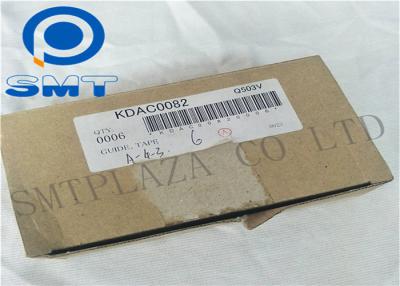 SMT
KDAC0082
Q503V
QTY.
0006
GUIDE, TAPE
6
A
A-4-3
SMTPLAZA CO LTD